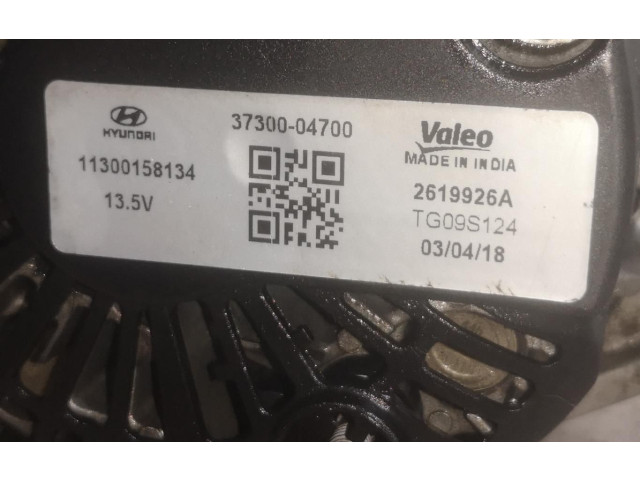 HYUNDAI
37300-04700
Valeo
MADE IN INDIA
11300158134
2619926A
13.5V
TG09S124
03/04/18